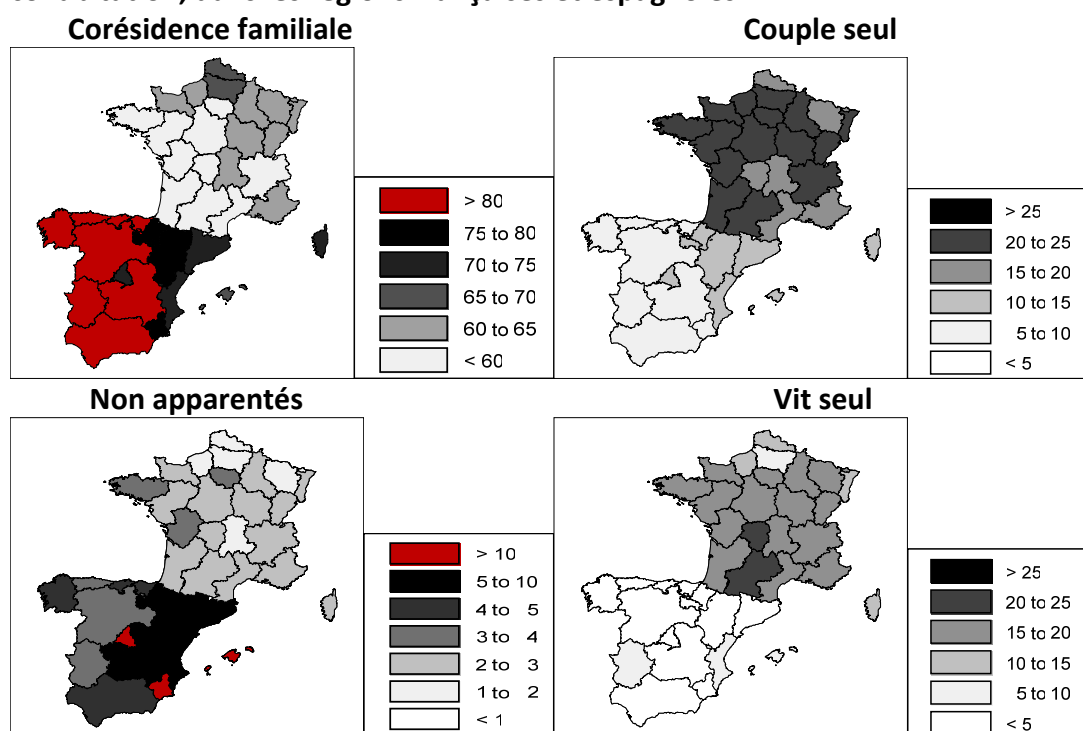 Corésidence familiale
Couple seul
> 80
75 to 80
70 to 75
65 to 70
60 to 65
< 60
> 25
20 to 25
15 to 20
10 to 15
5 to 10
< 5
Non apparentés
Vit seul
> 10
5 to 10
4 to 5
3 to 4
2 to 3
1 to 2
< 1
> 25
20 to 25
15 to 20
10 to 15
5 to 10
< 5